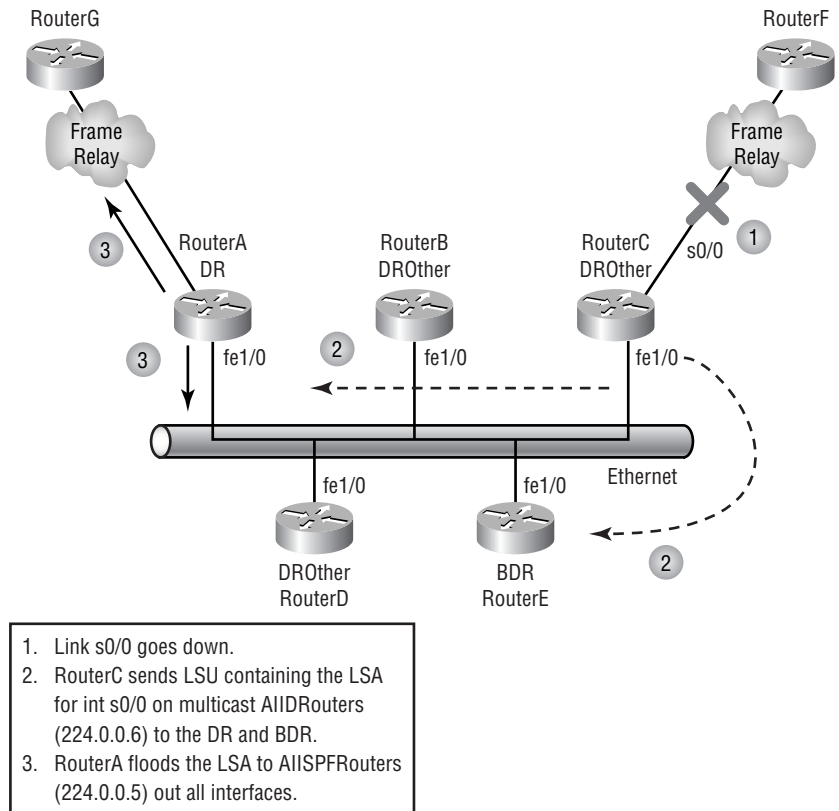 RouterG
RouterF
Frame
Relay
Frame
Relay
3
RouterA
DR
RouterB
DROther
RouterC
DROther
s0/0
1
3
fe1/0
2
fe1/0
fe1/0
Ethernet
fe1/0
fe1/0
2
DROther
RouterD
BDR
RouterE
1. Link s0/0 goes down.
2. RouterC sends LSU containing the LSA
for int s0/0 on multicast AllDRouters
(224.0.0.6) to the DR and BDR.
3. RouterA floods the LSA to AllSPFRouters
(224.0.0.5) out all interfaces.